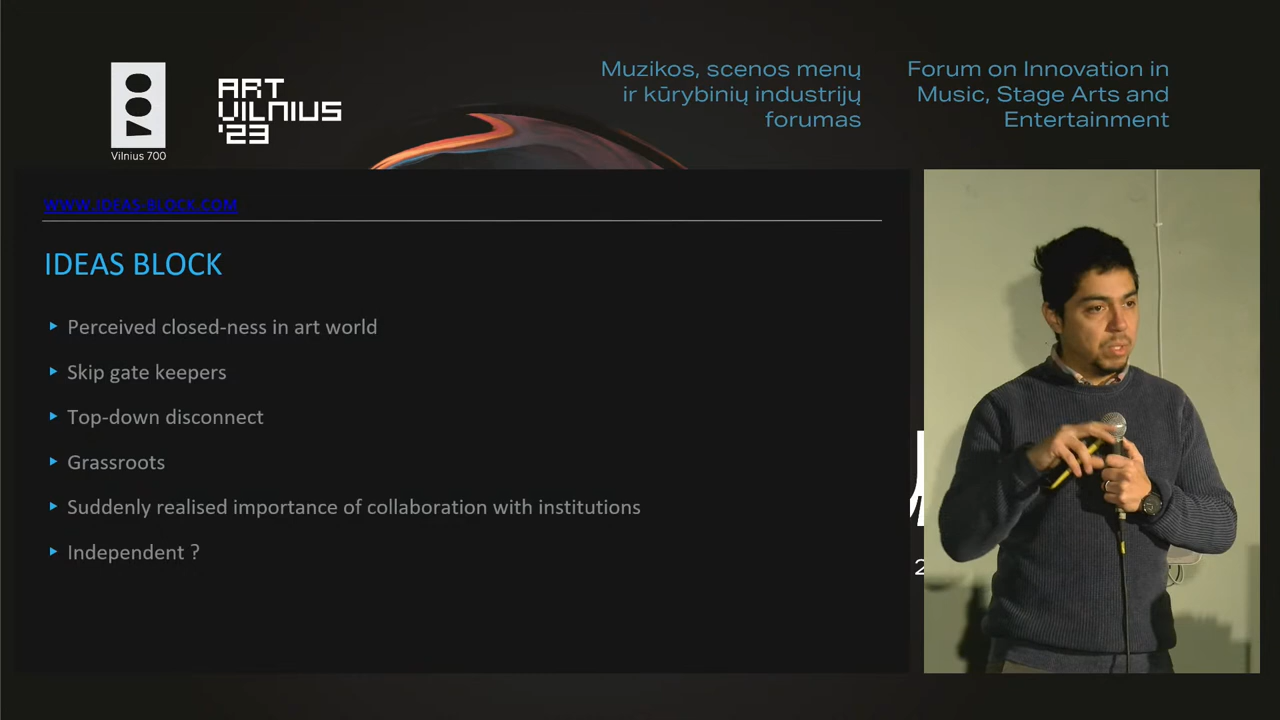 Vilnius 700
ART
VILNIUS
'23
Muzikos, scenos menų
ir kūrybinių industrijų
forumas
Forum on Innovation in
Music, Stage Arts and
Entertainment
WWW.IDEAS-BLOCK.COM
IDEAS BLOCK
Perceived closed-ness in art world
Skip gate keepers
Top-down disconnect
Grassroots
Suddenly realised importance of collaboration with institutions
Independent ?
2